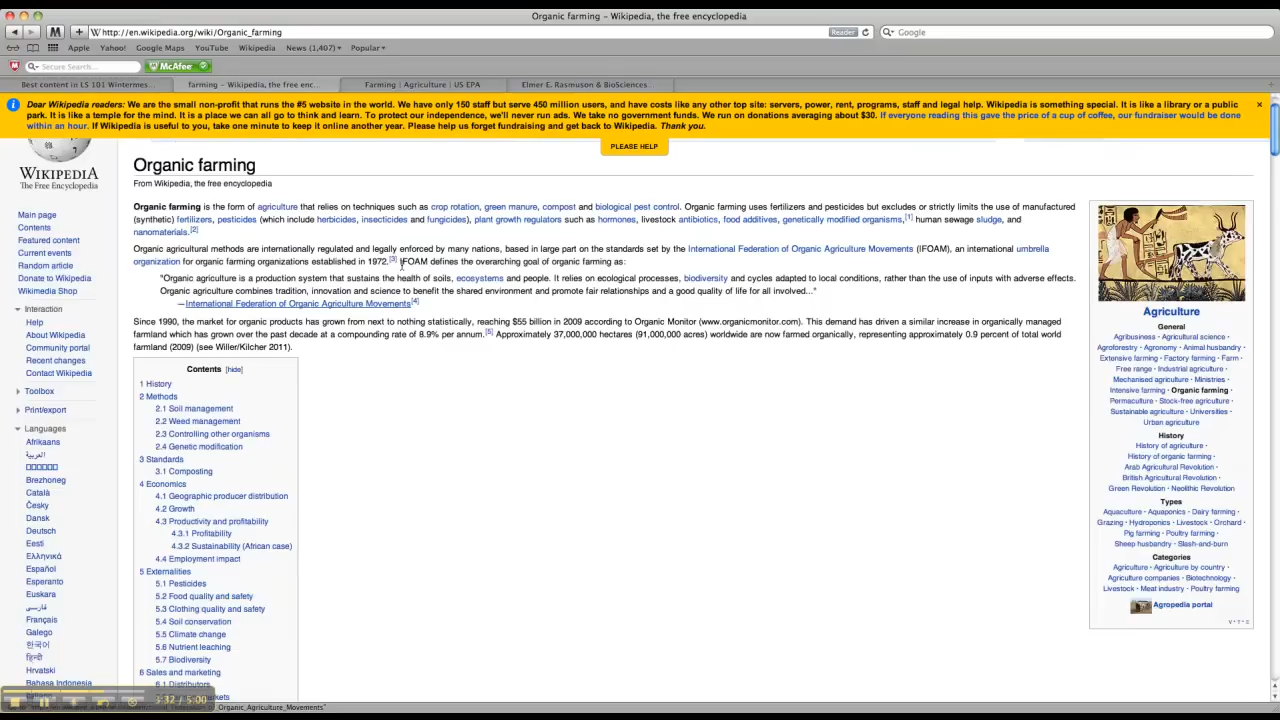 Organic farming – Wikipedia, the free encyclopedia
M + W http://en.wikipedia.org/wiki/Organic_farming Reader Google
Apple Yahoo! Google Maps YouTube Wikipedia News (1,407) Popular
Secure Search... McAfee
Best content in LS 101 Wintermes... farming – Wikipedia, the free enc... Farming | Agriculture | US EPA Elmer E. Rasmuson & BioSciences...
Dear Wikipedia readers: We are the small non-profit that runs the #5 website in the world. We have only 150 staff but serve 450 million users, and have costs like any other top site: servers, power, rent, programs, staff and legal help. Wikipedia is something special. It is like a library or a public
park. It is like a temple for the mind. It is a place we can all go to think and learn. To protect our independence, we'll never run ads. We take no government funds. We run on donations averaging about $30. If everyone reading this gave the price of a cup of coffee, our fundraiser would be done
within an hour. If Wikipedia is useful to you, take one minute to keep it online another year. Please help us forget fundraising and get back to Wikipedia. Thank you.
PLEASE HELP
WIKIPEDIA
The Free Encyclopedia
Main page
Contents
Featured content
Current events
Random article
Donate to Wikipedia
Wikimedia Shop
Interaction
Help
About Wikipedia
Community portal
Recent changes
Contact Wikipedia
Toolbox
Print/export
Languages
Afrikaans
العربية
Brezhoneg
Català
Česky
Dansk
Deutsch
Eesti
Ελληνικά
Español
Esperanto
Euskara
فارسی
Français
Galego
한국어
हिन्दी
Hrvatski
Bahasa Indonesia
Organic farming
From Wikipedia, the free encyclopedia
Organic farming is the form of agriculture that relies on techniques such as crop rotation, green manure, compost and biological pest control. Organic farming uses fertilizers and pesticides but excludes or strictly limits the use of manufactured
(synthetic) fertilizers, pesticides (which include herbicides, insecticides and fungicides), plant growth regulators such as hormones, livestock antibiotics, food additives, genetically modified organisms,[1] human sewage sludge, and
nanomaterials.[2]
Organic agricultural methods are internationally regulated and legally enforced by many nations, based in large part on the standards set by the International Federation of Organic Agriculture Movements (IFOAM), an international umbrella
organization for organic farming organizations established in 1972.[3] IFOAM defines the overarching goal of organic farming as:
"Organic agriculture is a production system that sustains the health of soils, ecosystems and people. It relies on ecological processes, biodiversity and cycles adapted to local conditions, rather than the use of inputs with adverse effects.
Organic agriculture combines tradition, innovation and science to benefit the shared environment and promote fair relationships and a good quality of life for all involved..."
—International Federation of Organic Agriculture Movements[4]
Since 1990, the market for organic products has grown from next to nothing statistically, reaching $55 billion in 2009 according to Organic Monitor (www.organicmonitor.com). This demand has driven a similar increase in organically managed
farmland which has grown over the past decade at a compounding rate of 8.9% per annum.[5] Approximately 37,000,000 hectares (91,000,000 acres) worldwide are now farmed organically, representing approximately 0.9 percent of total world
farmland (2009) (see Willer/Kilcher 2011).
Contents [hide]
1 History
2 Methods
2.1 Soil management
2.2 Weed management
2.3 Controlling other organisms
2.4 Genetic modification
3 Standards
3.1 Composting
4 Economics
4.1 Geographic producer distribution
4.2 Growth
4.3 Productivity and profitability
4.3.1 Profitability
4.3.2 Sustainability (African case)
4.4 Employment impact
5 Externalities
5.1 Pesticides
5.2 Food quality and safety
5.3 Clothing quality and safety
5.4 Soil conservation
5.5 Climate change
5.6 Nutrient leaching
5.7 Biodiversity
6 Sales and marketing
6.1 Distributors
Agriculture
General
Agribusiness · Agricultural science ·
Agroforestry · Agronomy · Animal husbandry ·
Extensive farming · Factory farming · Farm ·
Free range · Industrial agriculture ·
Mechanised agriculture · Ministries ·
Intensive farming · Organic farming ·
Permaculture · Stock-free agriculture ·
Sustainable agriculture · Universities ·
Urban agriculture
History
History of agriculture ·
History of organic farming ·
Arab Agricultural Revolution ·
British Agricultural Revolution ·
Green Revolution · Neolithic Revolution
Types
Aquaculture · Aquaponics · Dairy farming ·
Grazing · Hydroponics · Livestock · Orchard ·
Pig farming · Poultry farming ·
Sheep husbandry · Slash-and-burn
Categories
Agriculture · Agriculture by country ·
Agriculture companies · Biotechnology ·
Livestock · Meat industry · Poultry farming
Agropedia portal
V · T · E
3:32 / 5:00